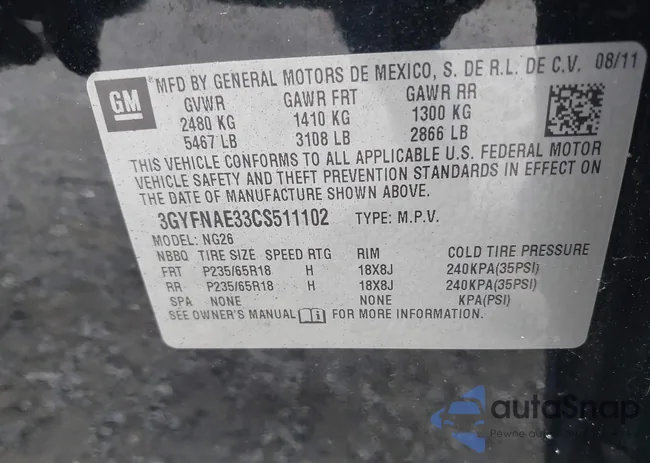 GM
MFD BY GENERAL MOTORS DE MEXICO, S. DE R.L. DE C.V. 08/11
GVWR GAWR FRT GAWR RR
2480 KG 1410 KG 1300 KG
5467 LB 3108 LB 2866 LB
THIS VEHICLE CONFORMS TO ALL APPLICABLE U.S. FEDERAL MOTOR
VEHICLE SAFETY AND THEFT PREVENTION STANDARDS IN EFFECT ON
THE DATE OF MANUFACTURE SHOWN ABOVE.
3GYFNAE33CS511102 TYPE: M.P.V.
MODEL: NG26
NBBQ TIRE SIZE SPEED RTG RIM COLD TIRE PRESSURE
FRT P235/65R18 H 18X8J 240KPA(35PSI)
RR P235/65R18 H 18X8J 240KPA(35PSI)
SPA NONE NONE KPA(PSI)
SEE OWNER'S MANUAL FOR MORE INFORMATION.
autoSnap
Pewne auto